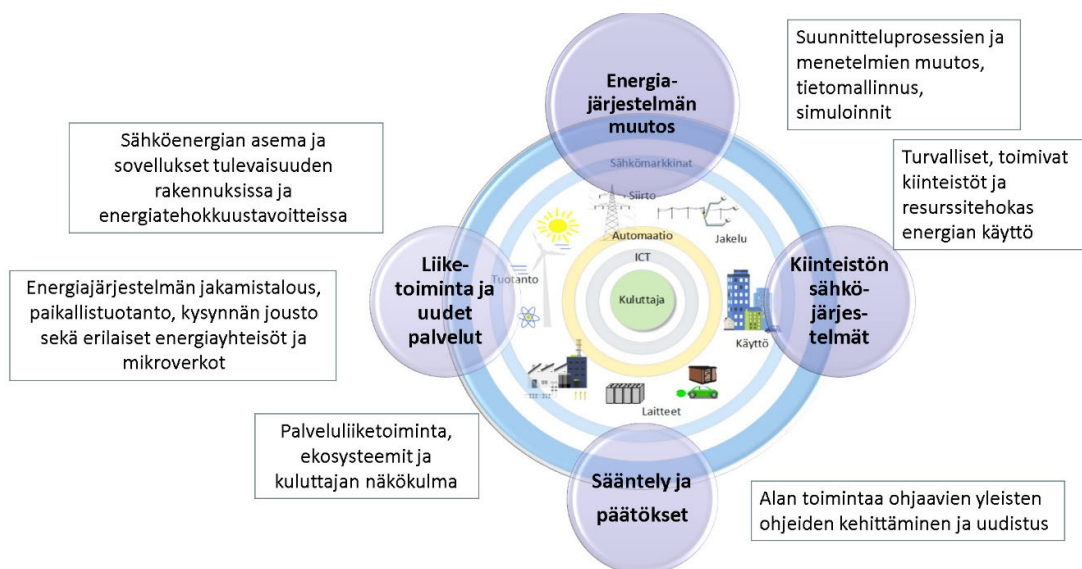 Energia-
järjestelmän
muutos
Suunnitteluprosessien ja
menetelmien muutos,
tietomallinnus,
simuloinnit
Sähköenergian asema ja
sovellukset tulevaisuuden
rakennuksissa ja
energiatehokkuustavoitteissa
Turvalliset, toimivat
kiinteistöt ja
resurssitehokas
energian käyttö
Sähkömarkkinat
Siirto
Automaatio
Jakelu
ICT
Tuotanto
Kuluttaja
Käyttö
Laitteet
Liike-
toiminta ja
uudet
palvelut
Kiinteistön
sähkö-
järjes-
telmät
Energiajärjestelmän jakamistalous,
paikallistuotanto, kysynnän jousto
sekä erilaiset energiayhteisöt ja
mikroverkot
Palveluliiketoiminta,
ekosysteemit ja
kuluttajan näkökulma
Sääntely ja
päätökset
Alan toimintaa ohjaavien yleisten
ohjeiden kehittäminen ja uudistus